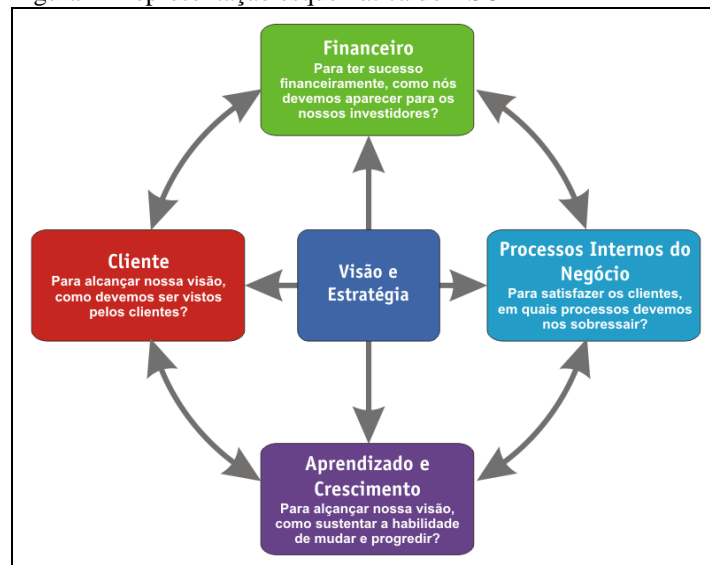 Financeiro
Para ter sucesso
financeiramente, como nós
devemos aparecer para os
nossos investidores?
Cliente
Para alcançar nossa visão,
como devemos ser vistos
pelos clientes?
Visão e
Estratégia
Processos Internos do
Negócio
Para satisfazer os clientes,
em quais processos devemos
nos sobressair?
Aprendizado e
Crescimento
Para alçançar nossa visão,
como sustentar a habilidade
de mudar e progredir?